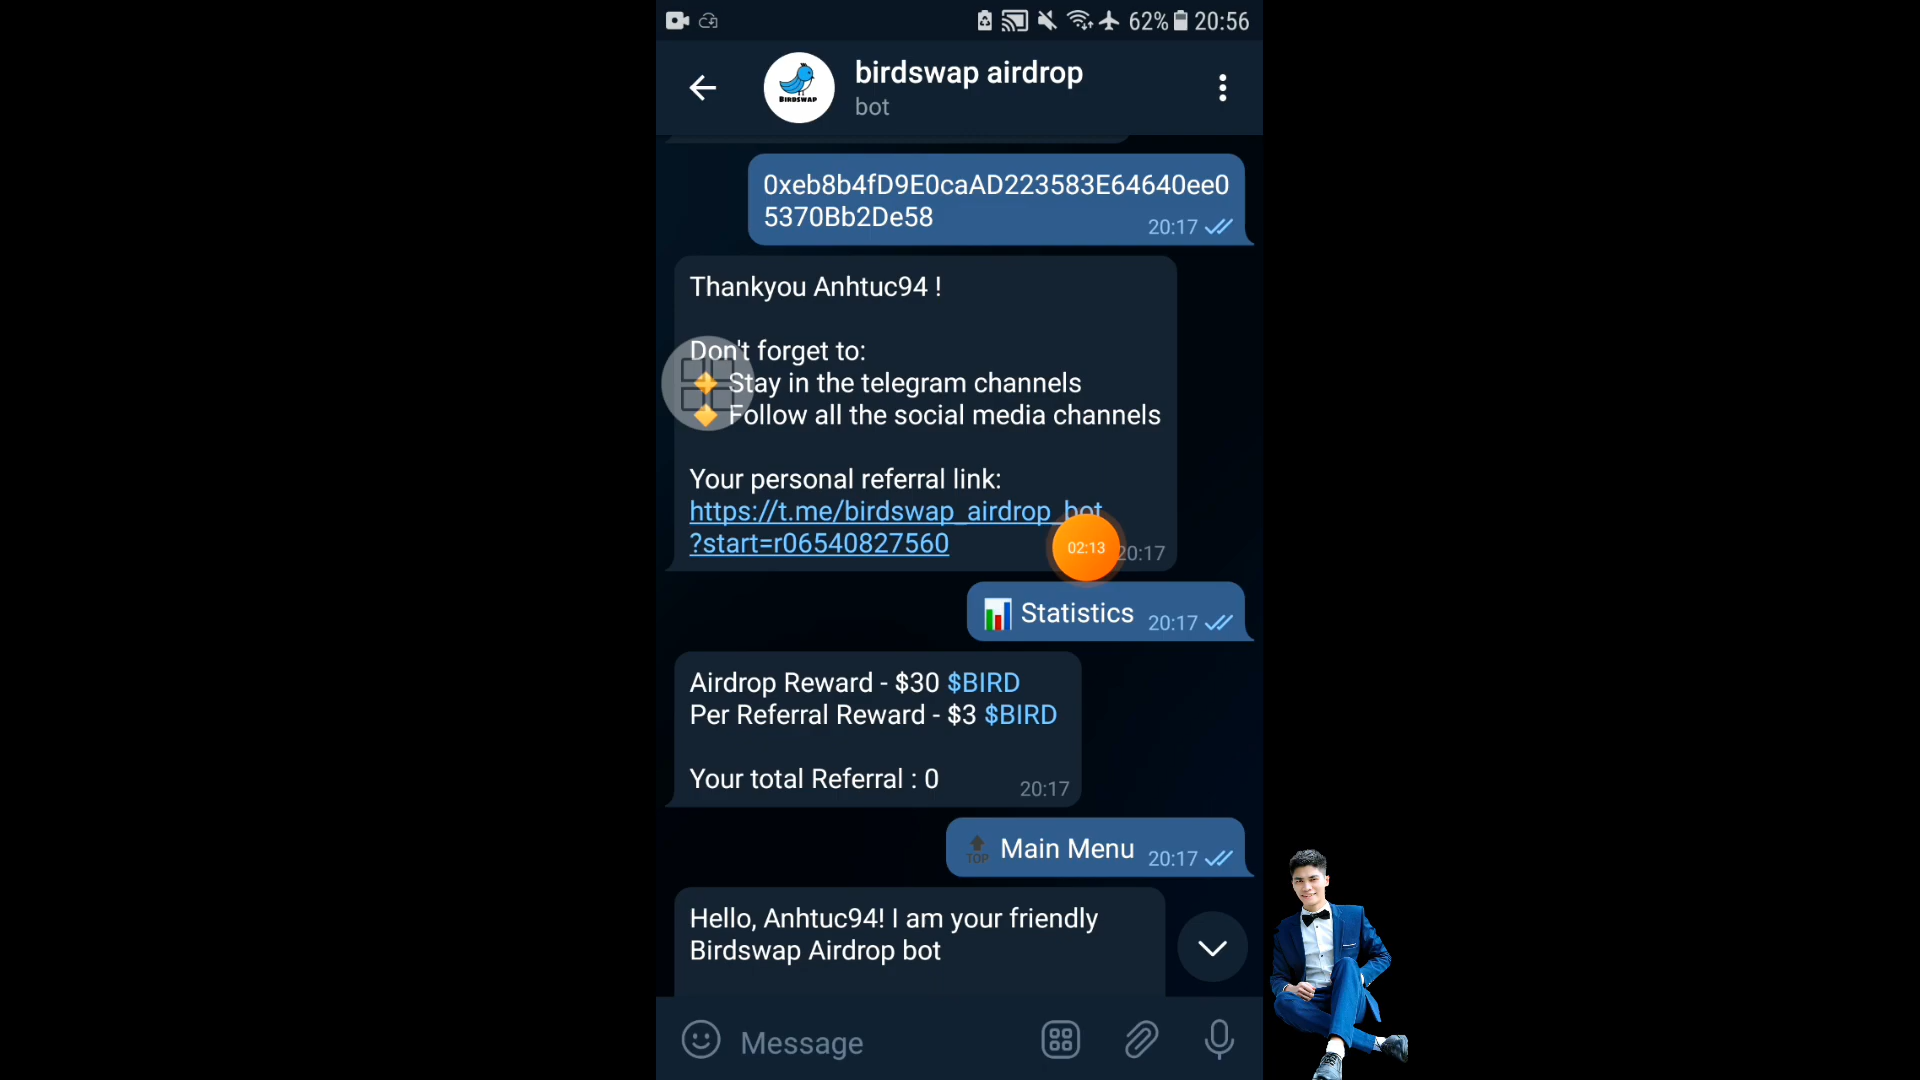 62% 20:56
birdswap airdrop
BIRDSWAP
bot
0xeb8b4fD9E0caAD223583E64640ee0
5370Bb2De58
20:17
Thankyou Anhtuc94 !
Don't forget to:
Stay in the telegram channels
Follow all the social media channels
Your personal referral link:
https://t.me/birdswap_airdrop_bot
?start=r06540827560
02:13
20:17
Statistics 20:17
Airdrop Reward - $30 $BIRD
Per Referral Reward - $3 $BIRD
Your total Referral : 0
20:17
TOP Main Menu 20:17
Hello, Anhtuc94! I am your friendly
Birdswap Airdrop bot
Message